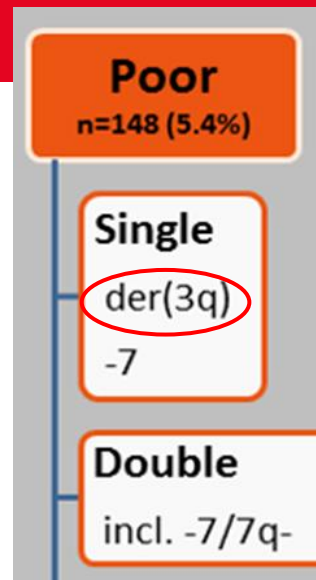 Poor
n=148 (5.4%)
Single
der(3q)
-7
Double
incl. -7/7q-